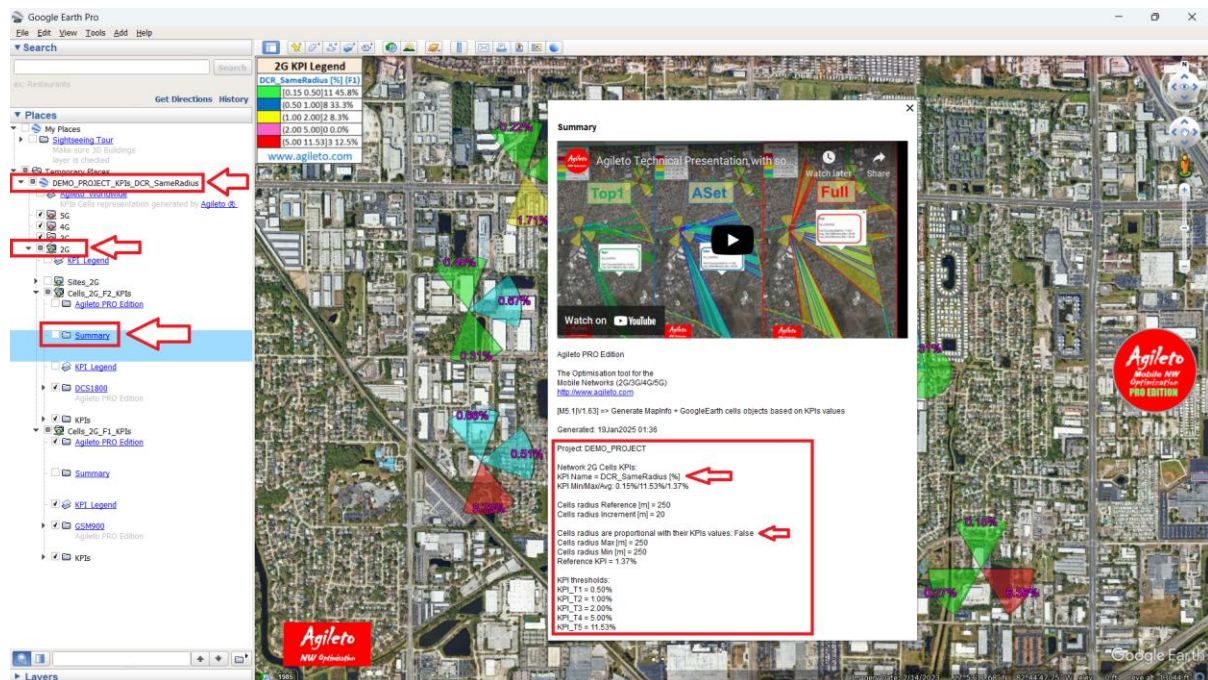 Google Earth Pro
File Edit View Tools Add Help
Search
Search
ex: Restaurants
Get Directions History
Places
My Places
Sightseeing Tour
Make sure 3D Buildings
layer is checked
Temporary Places
DEMO_PROJECT_KPIs_DCR_SameRadius
Agileto Worldwide
KPIs Cells representation generated by Agileto ®.
5G
4G
3G
2G
KPI Legend
Sites_2G
Cells_2G_F2_KPIs
Agileto PRO Edition
Summary
KPI Legend
DCS1800
Agileto PRO Edition
KPIs
Cells_2G_F1_KPIs
Agileto PRO Edition
Summary
KPI Legend
GSM900
Agileto PRO Edition
KPIs
Layers
2G KPI Legend
DCR_SameRadius [%] (F1)
[0.15 0.50]11 45.8%
(0.50 1.00]8 33.3%
(1.00 2.00]2 8.3%
(2.00 5.00]0 0.0%
(5.00 11.53]3 12.5%
www.agileto.com
0.22%
1.71%
0.67%
0.31%
0.66%
0.51%
Summary
Agileto Technical Presentation with so...
Watch later
Share
Top1
ASet
Full
Watch on YouTube
Agileto PRO Edition
The Optimisation tool for the
Mobile Networks (2G/3G/4G/5G)
http://www.agileto.com
[M5.1|V1.63] => Generate MapInfo + GoogleEarth cells objects based on KPIs values
Generated: 19Jan2025 01:36
Project: DEMO_PROJECT
Network 2G Cells KPIs:
KPI Name = DCR_SameRadius [%]
KPI Min/Max/Avg: 0.15%/11.53%/1.37%
Cells radius Reference [m] = 250
Cells radius Increment [m] = 20
Cells radius are proportional with their KPIs values: False
Cells radius Max [m] = 250
Cells radius Min [m] = 250
Reference KPI = 1.37%
KPI thresholds:
KPI_T1 = 0.50%
KPI_T2 = 1.00%
KPI_T3 = 2.00%
KPI_T4 = 5.00%
KPI_T5 = 11.53%
Agileto
Mobile NW
Optimization
PRO EDITION
Agileto
NW Optimization
N
1985
Google Earth